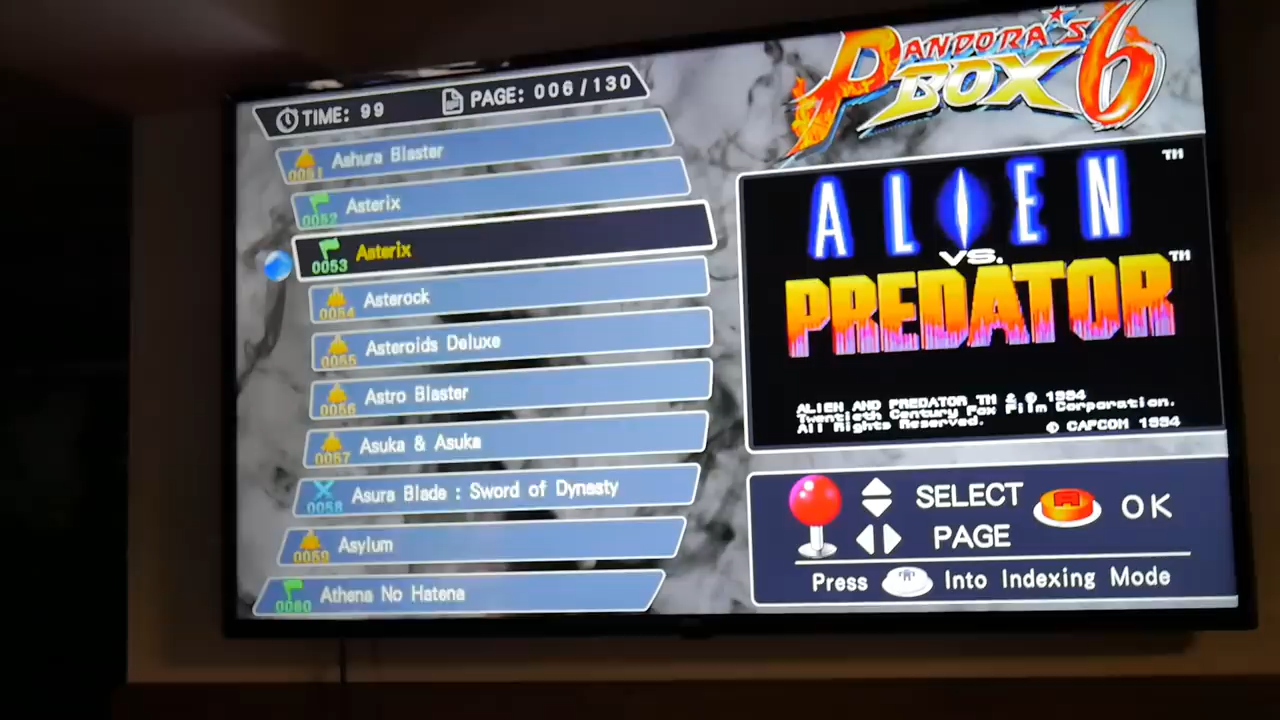 TIME: 99
PAGE: 006/130
PANDORA'S
BOX 6
0051 Ashura Blaster
0052 Asterix
0053 Asterix
0054 Asterock
0055 Asteroids Deluxe
0056 Astro Blaster
0057 Asuka & Asuka
0058 Asura Blade : Sword of Dynasty
0059 Asylum
0060 Athena No Hatena
ALIEN TM
VS.
PREDATOR TM
ALIEN AND PREDATOR TM & © 1994
Twentieth Century Fox Film Corporation.
All Rights Reserved.
© CAPCOM 1994
SELECT
OK
PAGE
Press Into Indexing Mode